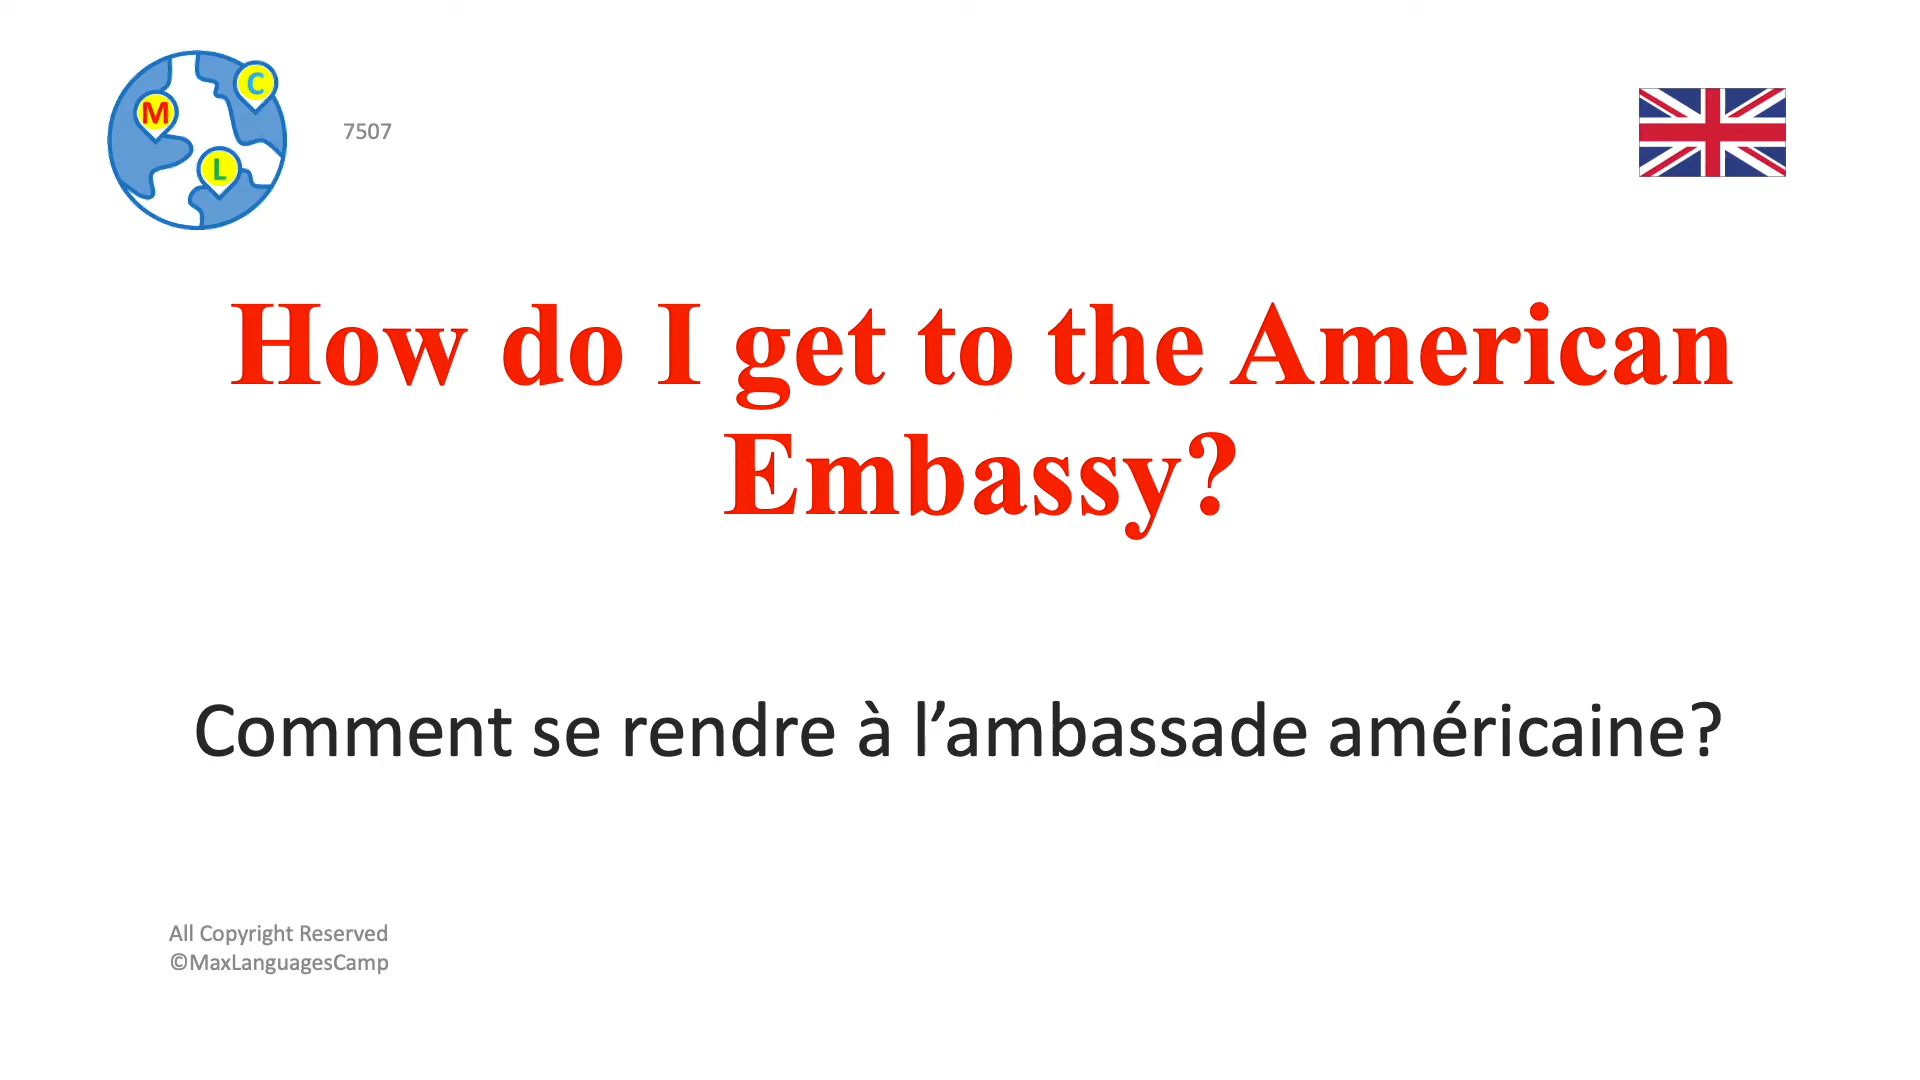 M
C
L
7507
How do I get to the American
Embassy?
Comment se rendre à l’ambassade américaine?
All Copyright Reserved
©MaxLanguagesCamp